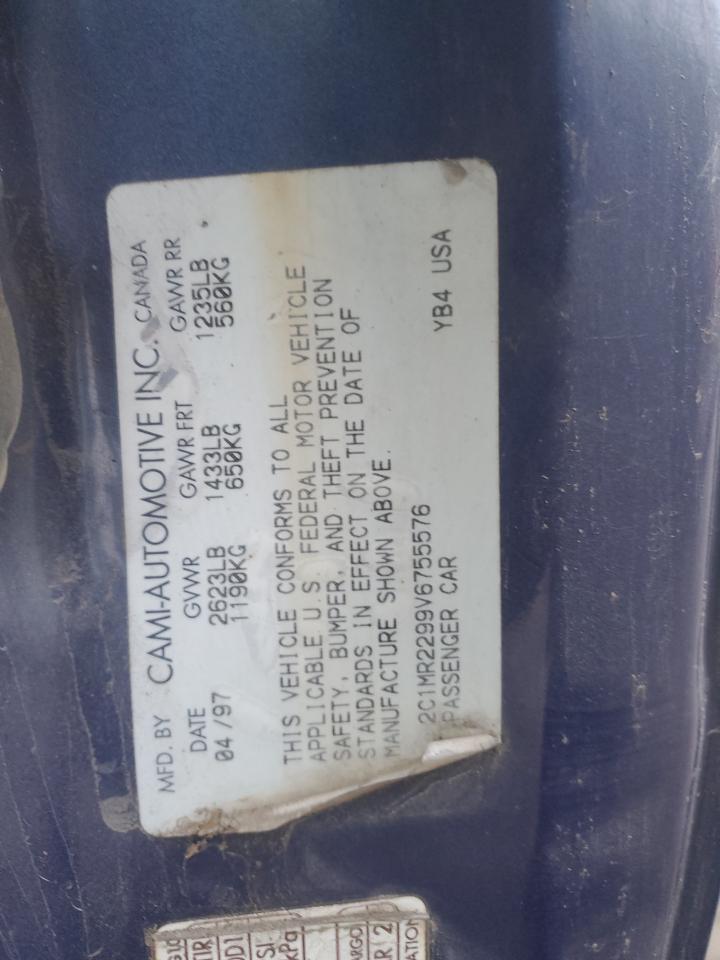 MFD. BY CAMI-AUTOMOTIVE INC. CANADA
DATE GVWR GAWR FRT GAWR RR
04 /97 2623LB 1433LB 1235LB
1190KG 650KG 560KG
THIS VEHICLE CONFORMS TO ALL
APPLICABLE U.S. FEDERAL MOTOR VEHICLE
SAFETY, BUMPER, AND THEFT PREVENTION
STANDARDS IN EFFECT ON THE DATE OF
MANUFACTURE SHOWN ABOVE.
2C1MR2299V6755576 YB4 USA
PASSENGER CAR
kPa